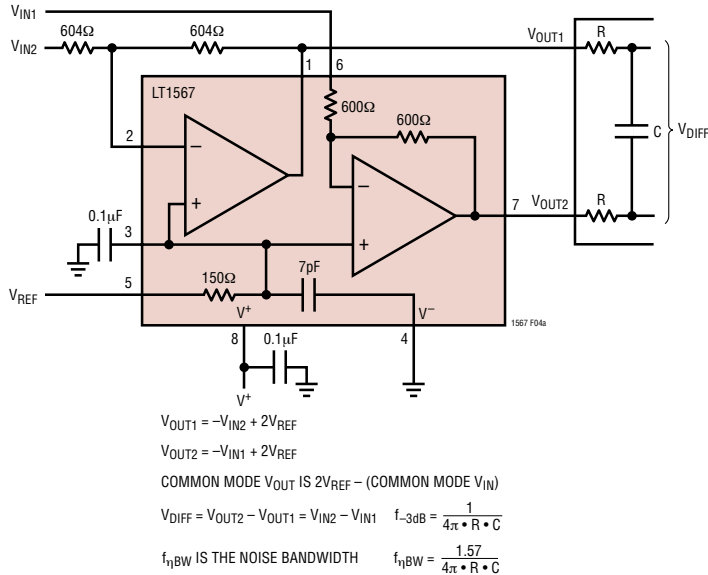 VIN1
VIN2
604Ω
604Ω
VOUT1
R
1
6
LT1567
600Ω
600Ω
C
VDIFF
2
−
−
+
+
7
VOUT2
R
0.1µF
3
150Ω
7pF
5
VREF
V+
V−
1567 F04a
8
0.1µF
4
V+
VOUT1 = –VIN2 + 2VREF
VOUT2 = –VIN1 + 2VREF
COMMON MODE VOUT IS 2VREF – (COMMON MODE VIN)
VDIFF = VOUT2 – VOUT1 = VIN2 – VIN1 f–3dB = 1 / 4π • R • C
fηBW IS THE NOISE BANDWIDTH fηBW = 1.57 / 4π • R • C